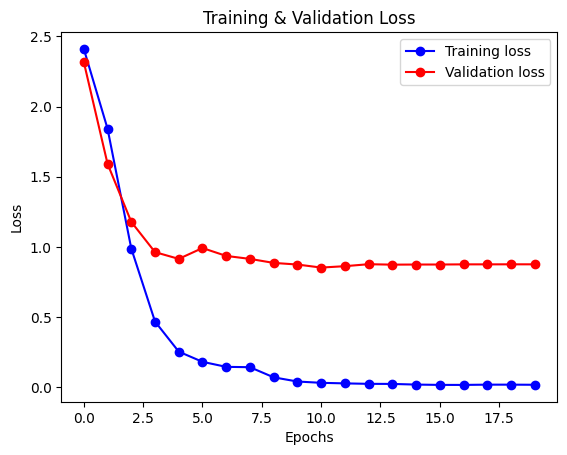 Training & Validation Loss
Training loss
Validation loss
Loss
2.5
2.0
1.5
1.0
0.5
0.0
0.0 2.5 5.0 7.5 10.0 12.5 15.0 17.5
Epochs